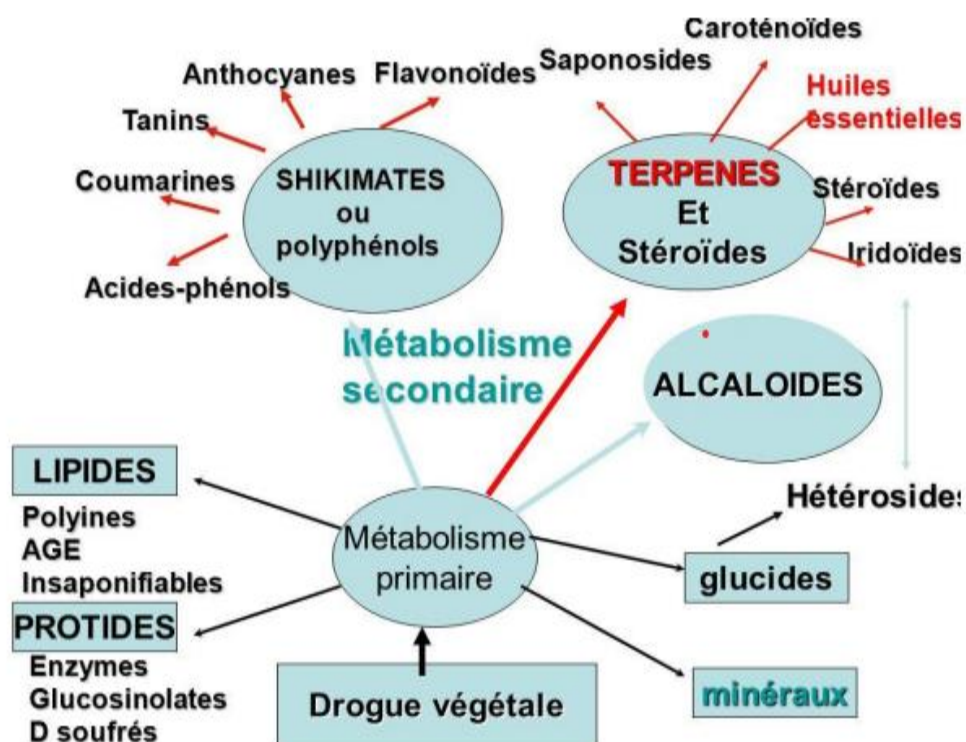 Caroténoïdes
Anthocyanes
Flavonoïdes
Saponosides
Huiles
essentielles
Tanins
Coumarines
Acides-phénols
SHIKIMATES
ou
polyphénols
TERPENES
Et
Stéroïdes
Stéroïdes
Iridoïdes
Métabolisme
secondaire
ALCALOIDES
LIPIDES
Polyines
AGE
Insaponifiables
PROTIDES
Enzymes
Glucosinolates
D soufrés
Métabolisme
primaire
Hétérosides
glucides
minéraux
Drogue végétale